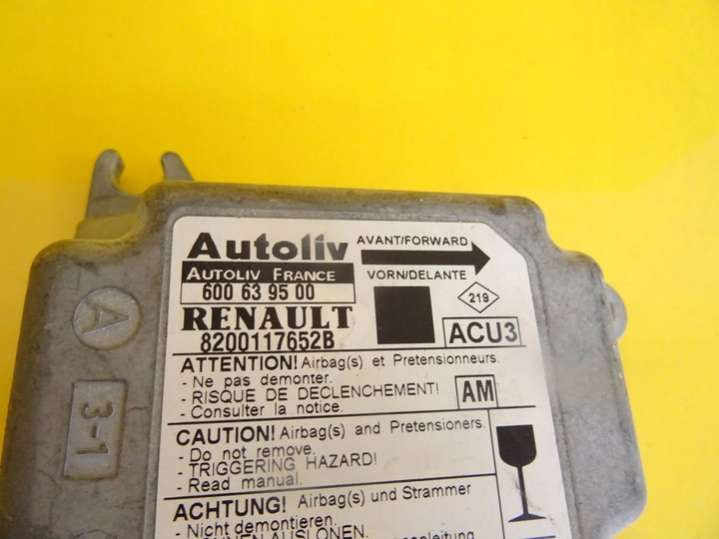 Autoliv
AVANT/FORWARD
AUTOLIV FRANCE
VORN/DELANTE
600 63 95 00
219
RENAULT
ACU3
8200117652B
ATTENTION! Airbag(s) et Pretensionneurs.
- Ne pas demonter.
- RISQUE DE DECLENCHEMENT!
- Consulter la notice.
AM
CAUTION! Airbag(s) and Pretensioners.
- Do not remove.
- TRIGGERING HAZARD!
- Read manual.
ACHTUNG! Airbag(s) und Strammer
- Nicht demontieren.
AUSLONEN.
A
3-1